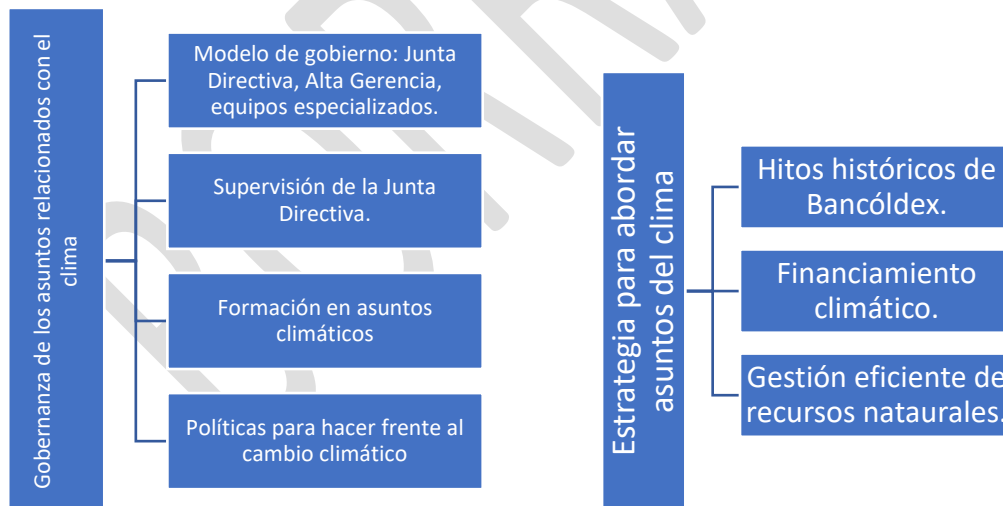 Gobernanza de los asuntos relacionados con el
clima
Modelo de gobierno: Junta
Directiva, Alta Gerencia,
equipos especializados.
Supervisión de la Junta
Directiva.
Formación en asuntos
climáticos
Políticas para hacer frente al
cambio climático
Estrategia para abordar
asuntos del clima
Hitos históricos de
Bancóldex.
Financiamiento
climático.
Gestión eficiente de
recursos nataurales.